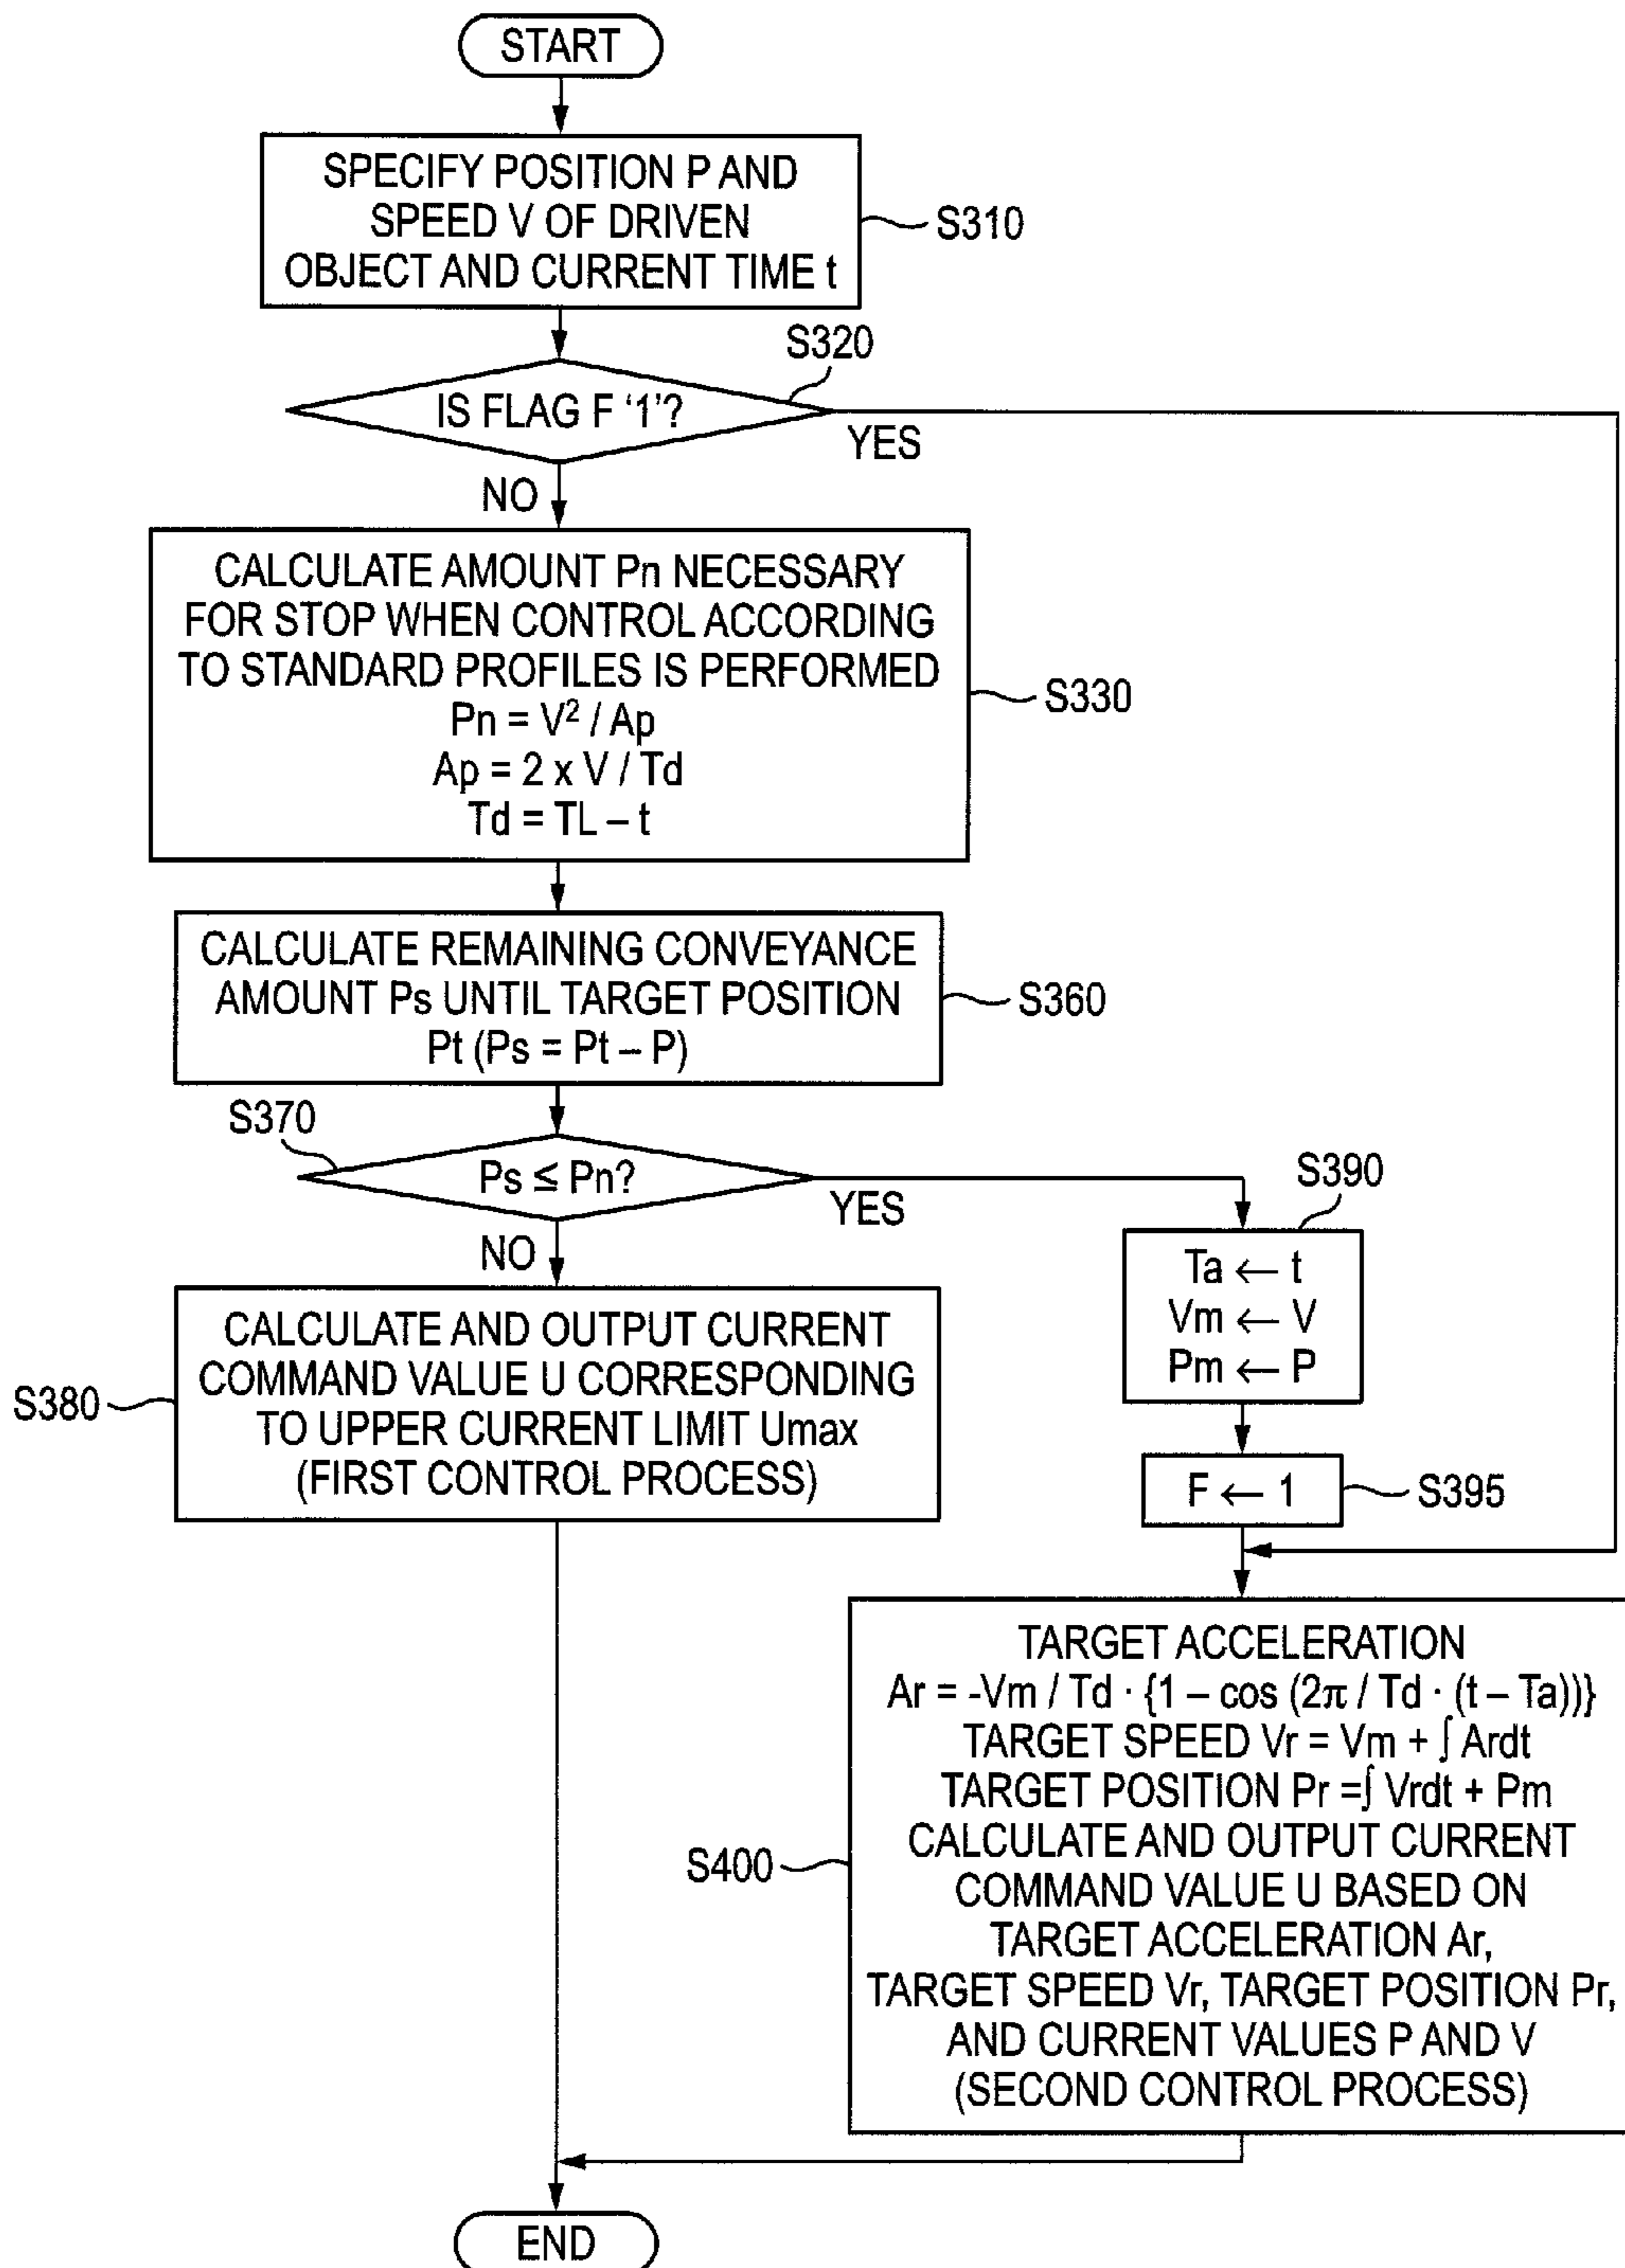 START
SPECIFY POSITION P AND
SPEED V OF DRIVEN
OBJECT AND CURRENT TIME t
S310
S320
IS FLAG F ‘1’?
YES
NO
CALCULATE AMOUNT Pn NECESSARY
FOR STOP WHEN CONTROL ACCORDING
TO STANDARD PROFILES IS PERFORMED
Pn = V² / Ap
Ap = 2 x V / Td
Td = TL – t
S330
CALCULATE REMAINING CONVEYANCE
AMOUNT Ps UNTIL TARGET POSITION
Pt (Ps = Pt – P)
S360
S370
Ps ≤ Pn?
YES
NO
S390
Ta ← t
Vm ← V
Pm ← P
CALCULATE AND OUTPUT CURRENT
COMMAND VALUE U CORRESPONDING
TO UPPER CURRENT LIMIT Umax
(FIRST CONTROL PROCESS)
S380
F ← 1
S395
TARGET ACCELERATION
Ar = -Vm / Td · {1 – cos (2π / Td · (t – Ta))}
TARGET SPEED Vr = Vm + ∫ Ardt
TARGET POSITION Pr =∫ Vrdt + Pm
CALCULATE AND OUTPUT CURRENT
COMMAND VALUE U BASED ON
TARGET ACCELERATION Ar,
TARGET SPEED Vr, TARGET POSITION Pr,
AND CURRENT VALUES P AND V
(SECOND CONTROL PROCESS)
S400
END